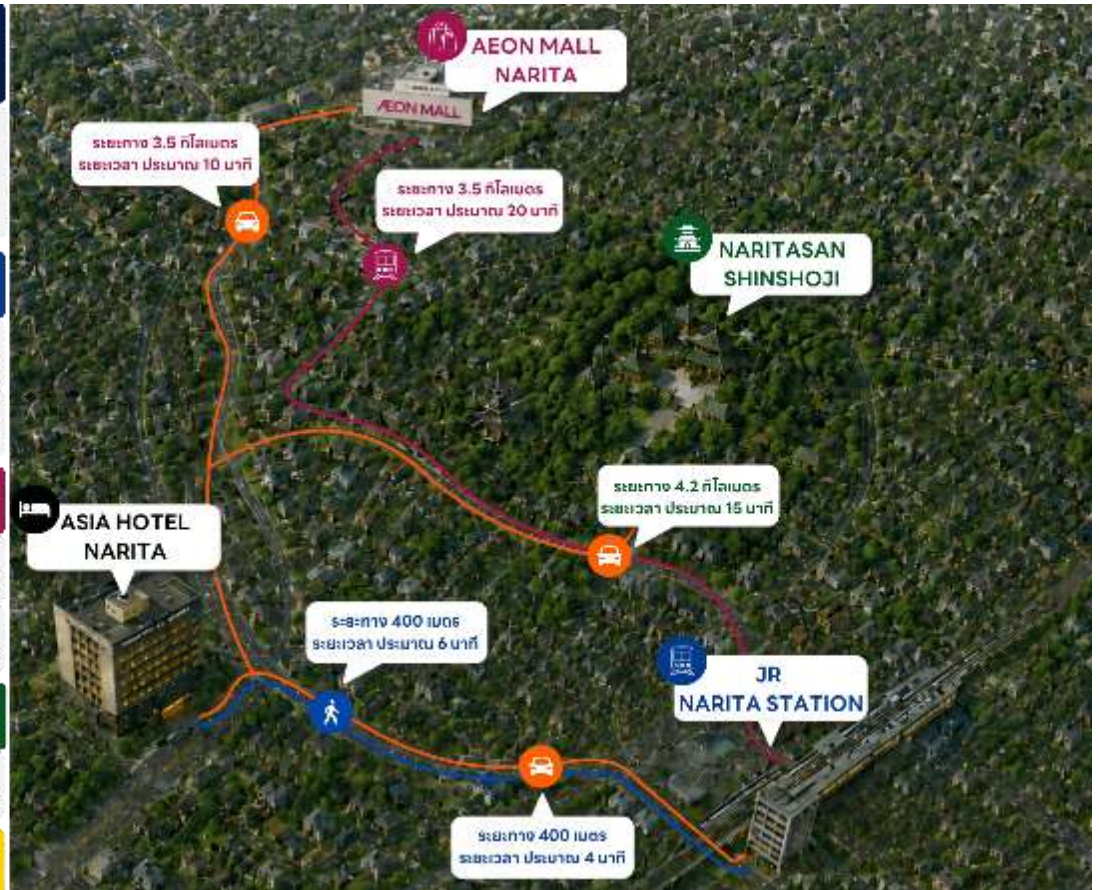 AEON MALL
NARITA
AEON MALL
ระยะทาง 3.5 กิโลเมตร
ระยะเวลา ประมาณ 10 นาที
ระยะทาง 3.5 กิโลเมตร
ระยะเวลา ประมาณ 20 นาที
NARITASAN
SHINSHOJI
ระยะทาง 4.2 กิโลเมตร
ระยะเวลา ประมาณ 15 นาที
ASIA HOTEL
NARITA
ระยะทาง 400 เมตร
ระยะเวลา ประมาณ 6 นาที
JR
NARITA STATION
ระยะทาง 400 เมตร
ระยะเวลา ประมาณ 4 นาที